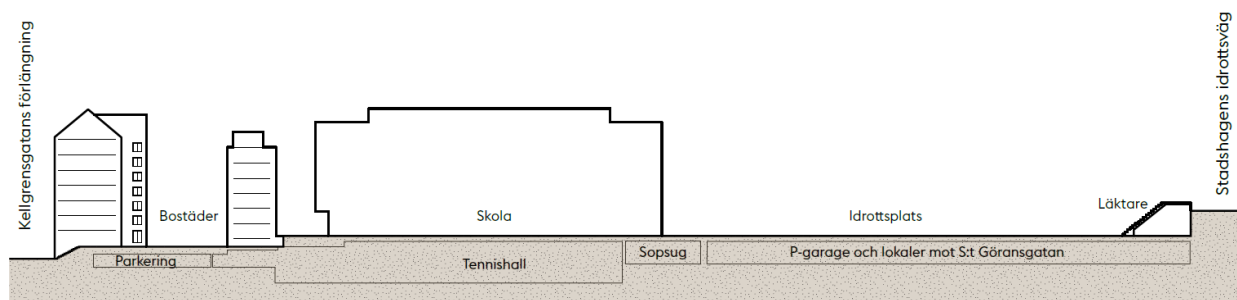 Kellgrensgatans förlängning
Bostäder
Skola
Idrottsplats
Läktare
Stadshagens idrottsväg
Parkering
Tennishall
Sopsug
P-garage och lokaler mot S:t Göransgatan